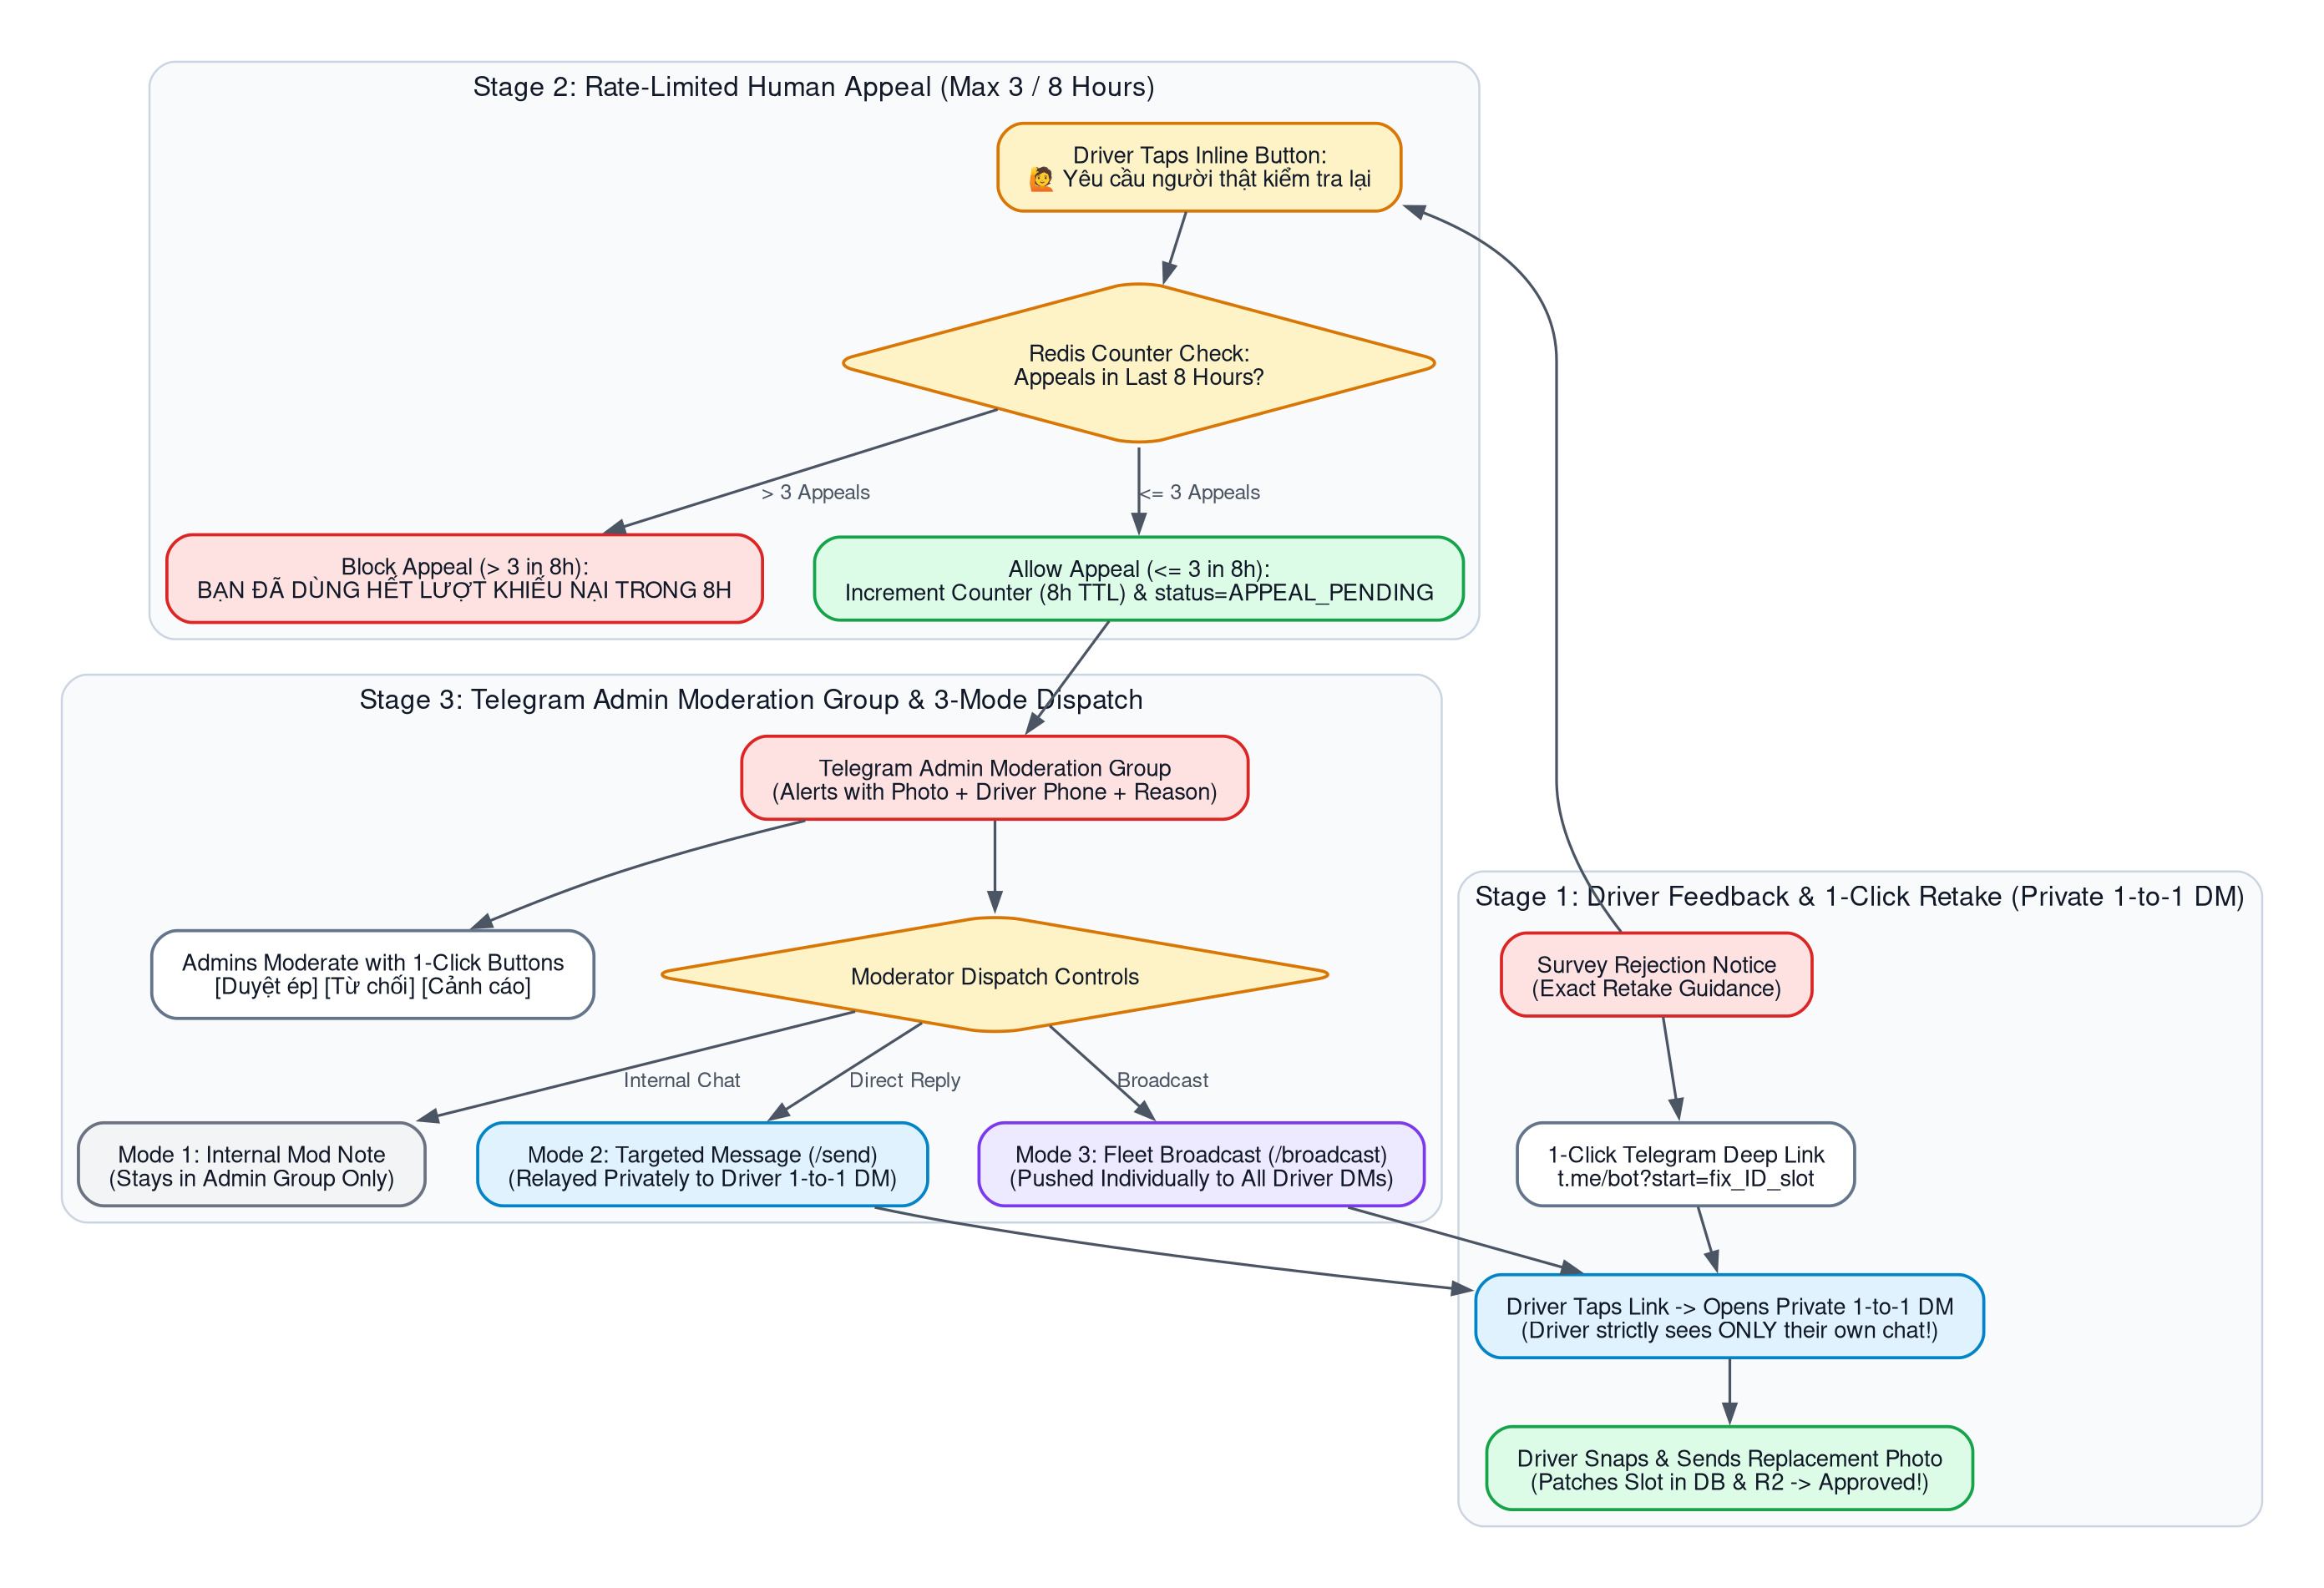 Stage 2: Rate-Limited Human Appeal (Max 3 / 8 Hours)
Driver Taps Inline Button:
🙋 Yêu cầu người thật kiểm tra lại
Redis Counter Check:
Appeals in Last 8 Hours?
> 3 Appeals
<= 3 Appeals
Block Appeal (> 3 in 8h):
BẠN ĐÃ DÙNG HẾT LƯỢT KHIẾU NẠI TRONG 8H
Allow Appeal (<= 3 in 8h):
Increment Counter (8h TTL) & status=APPEAL_PENDING
Stage 3: Telegram Admin Moderation Group & 3-Mode Dispatch
Telegram Admin Moderation Group
(Alerts with Photo + Driver Phone + Reason)
Admins Moderate with 1-Click Buttons
[Duyệt ép] [Từ chối] [Cảnh cáo]
Moderator Dispatch Controls
Internal Chat
Direct Reply
Broadcast
Mode 1: Internal Mod Note
(Stays in Admin Group Only)
Mode 2: Targeted Message (/send)
(Relayed Privately to Driver 1-to-1 DM)
Mode 3: Fleet Broadcast (/broadcast)
(Pushed Individually to All Driver DMs)
Stage 1: Driver Feedback & 1-Click Retake (Private 1-to-1 DM)
Survey Rejection Notice
(Exact Retake Guidance)
1-Click Telegram Deep Link
t.me/bot?start=fix_ID_slot
Driver Taps Link -> Opens Private 1-to-1 DM
(Driver strictly sees ONLY their own chat!)
Driver Snaps & Sends Replacement Photo
(Patches Slot in DB & R2 -> Approved!)